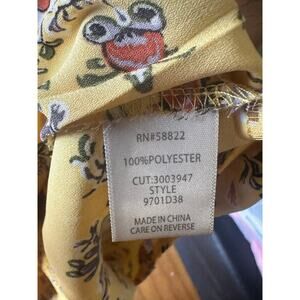 RN#58822
100%POLYESTER
CUT:3003947
STYLE
9701D38
MADE IN CHINA
CARE ON REVERSE